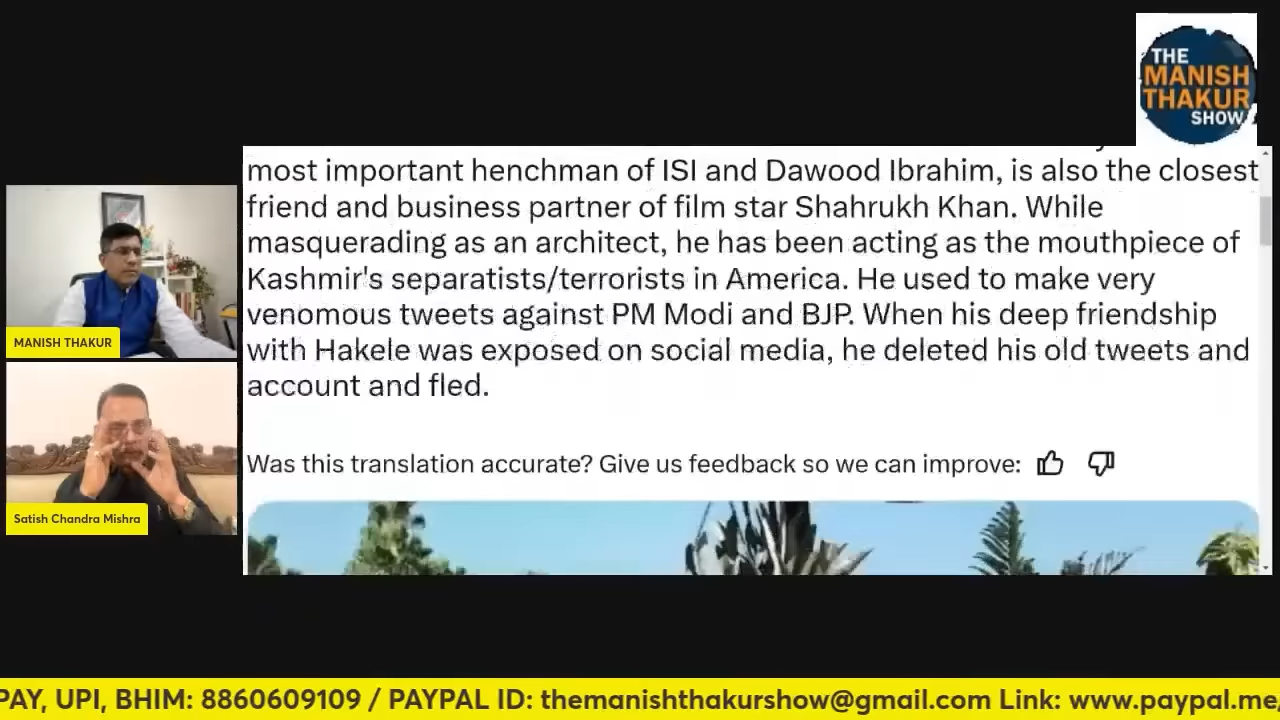 THE
MANISH
THAKUR
SHOW
most important henchman of ISI and Dawood Ibrahim, is also the closest
friend and business partner of film star Shahrukh Khan. While
masquerading as an architect, he has been acting as the mouthpiece of
Kashmir's separatists/terrorists in America. He used to make very
venomous tweets against PM Modi and BJP. When his deep friendship
with Hakele was exposed on social media, he deleted his old tweets and
account and fled.
Was this translation accurate? Give us feedback so we can improve:
MANISH THAKUR
Satish Chandra Mishra
PAY, UPI, BHIM: 8860609109 / PAYPAL ID: themanishthakurshow@gmail.com Link: www.paypal.me/